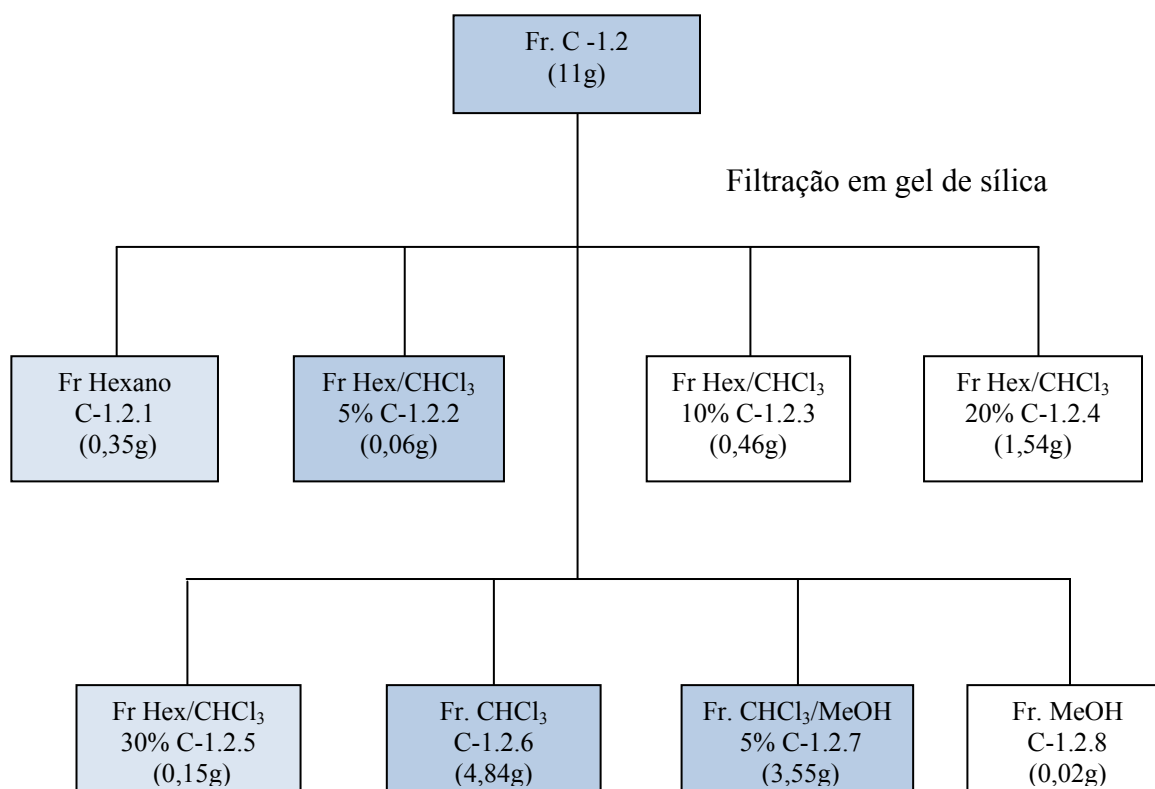 Fr. C -1.2
(11g)
Filtração em gel de sílica
Fr Hexano
C-1.2.1
(0,35g)
Fr Hex/CHCl₃
5% C-1.2.2
(0,06g)
Fr Hex/CHCl₃
10% C-1.2.3
(0,46g)
Fr Hex/CHCl₃
20% C-1.2.4
(1,54g)
Fr Hex/CHCl₃
30% C-1.2.5
(0,15g)
Fr. CHCl₃
C-1.2.6
(4,84g)
Fr. CHCl₃/MeOH
5% C-1.2.7
(3,55g)
Fr. MeOH
C-1.2.8
(0,02g)